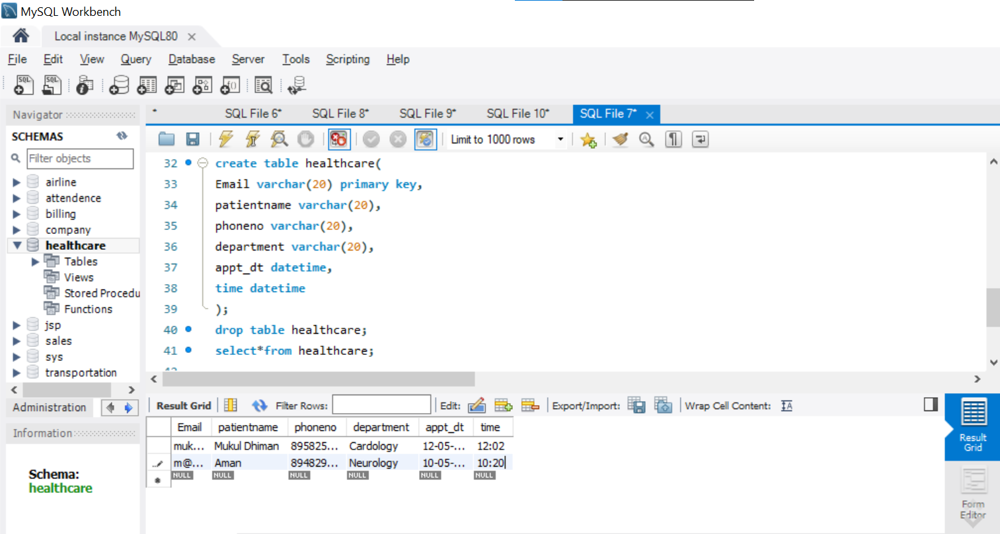 MySQL Workbench
Local instance MySQL80
File Edit View Query Database Server Tools Scripting Help
Navigator
SCHEMAS
Filter objects
airline
attendence
billing
company
healthcare
Tables
Views
Stored Procedu
Functions
jsp
sales
sys
transportation
Administration
Information
Schema:
healthcare
* SQL File 6* SQL File 8* SQL File 9* SQL File 10* SQL File 7*
Limit to 1000 rows
32 create table healthcare(
33 Email varchar(20) primary key,
34 patientname varchar(20),
35 phoneno varchar(20),
36 department varchar(20),
37 appt_dt datetime,
38 time datetime
39 );
40 drop table healthcare;
41 select*from healthcare;
Result Grid Filter Rows: Edit: Export/Import: Wrap Cell Content:
Email patientname phoneno department appt_dt time
muk... Mukul Dhiman 895825... Cardology 12-05-... 12:02
m@... Aman 894829... Neurology 10-05-... 10:20
NULL NULL NULL NULL NULL NULL
Result
Grid
Form
Editor